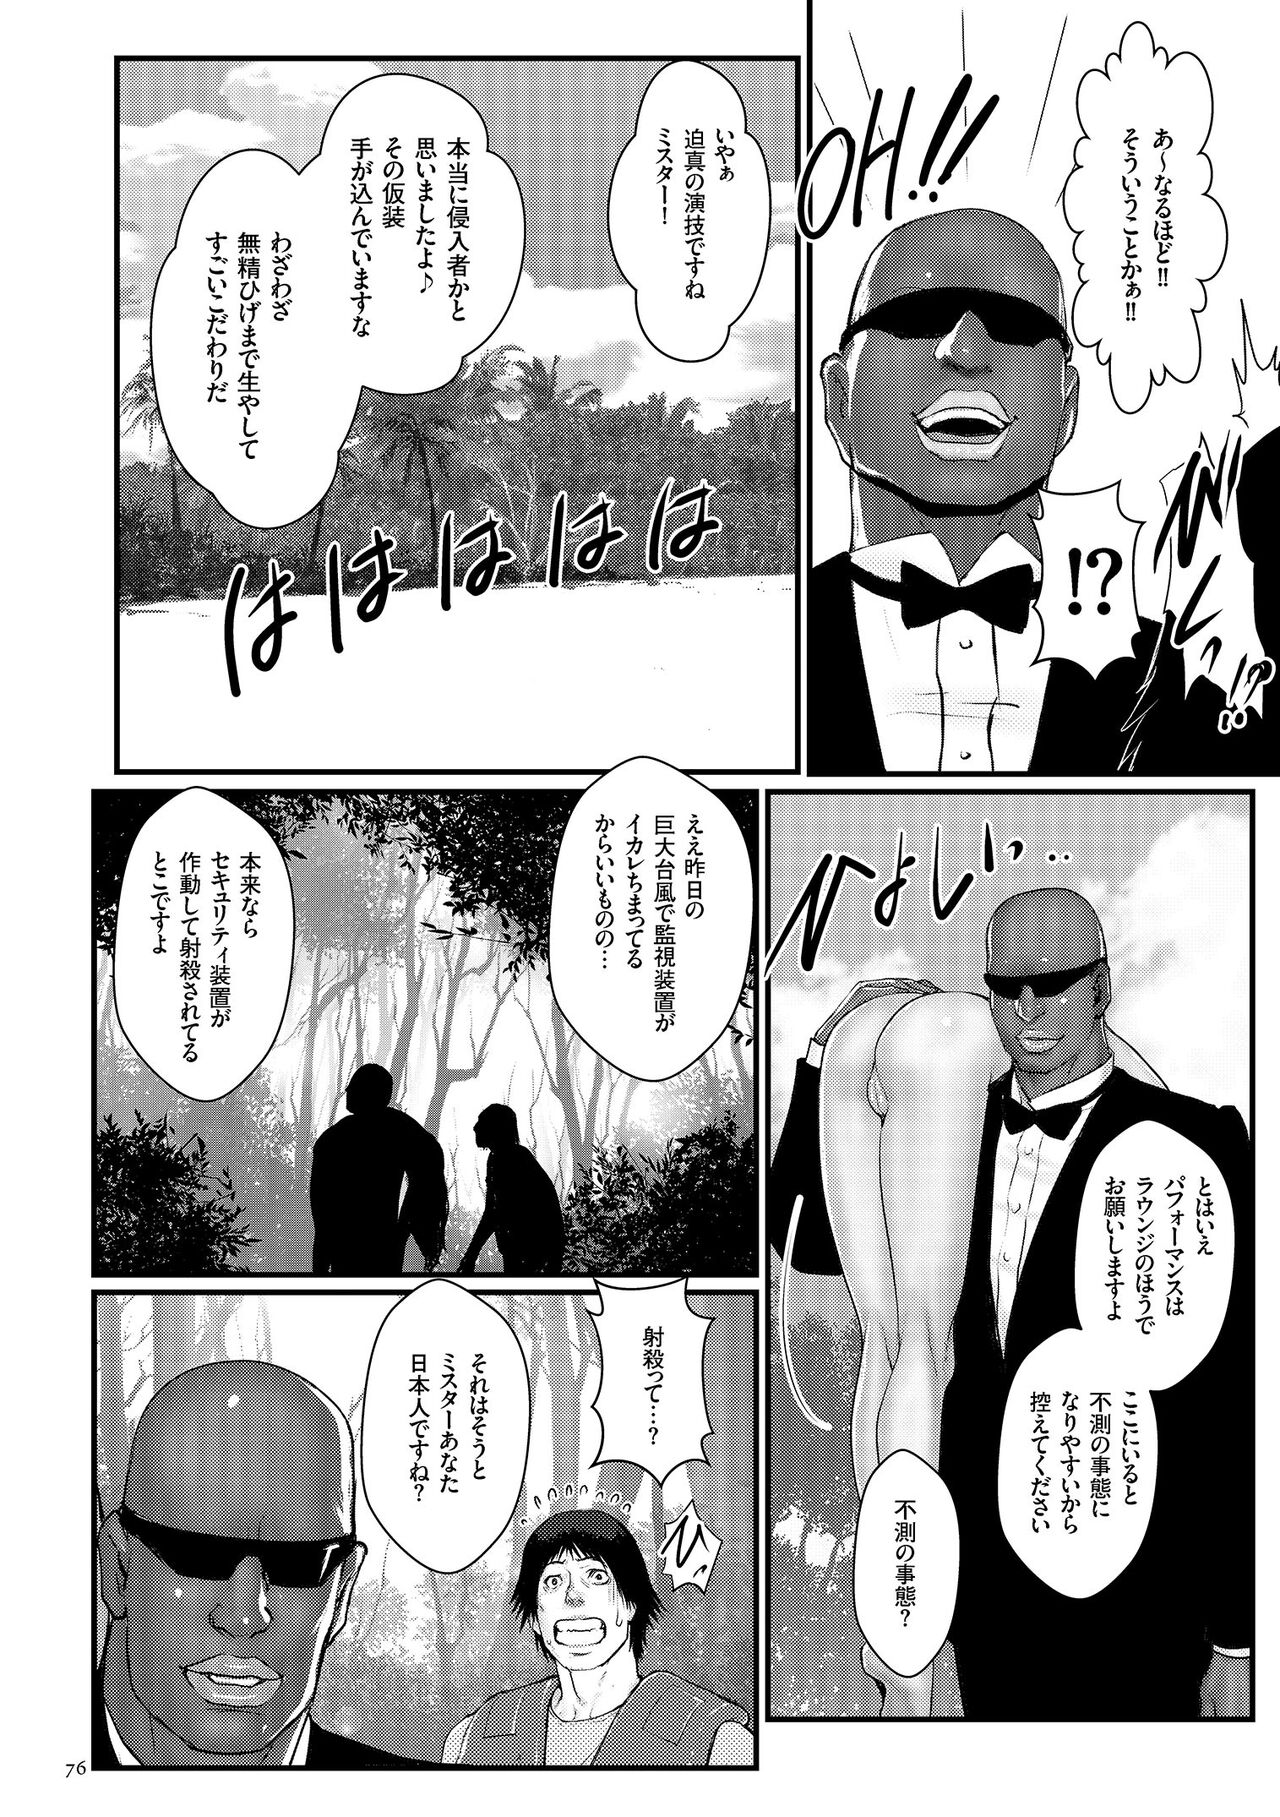 あ〜なるほど!!
そういうことかぁ!!
OH!!
!?
いやぁ
迫真の演技ですね
ミスター！
本当に侵入者かと
思いましたよ♪
その仮装
手が込んでいますな
わざわざ
無精ひげまで生やして
すごいこだわりだ
はははははは
ひょいっ‥
とはいえ
パフォーマンスは
ラウンジのほうで
お願いしますよ
ここにいると
不測の事態に
なりやすいから
控えてください
不測の事態？
ええ昨日の
巨大台風で監視装置が
イカレちまってる
からいいものの…
本来なら
セキュリティ装置が
作動して射殺されてる
とこですよ
射殺って…？
それはそうと
ミスターあなた
日本人ですね？
76